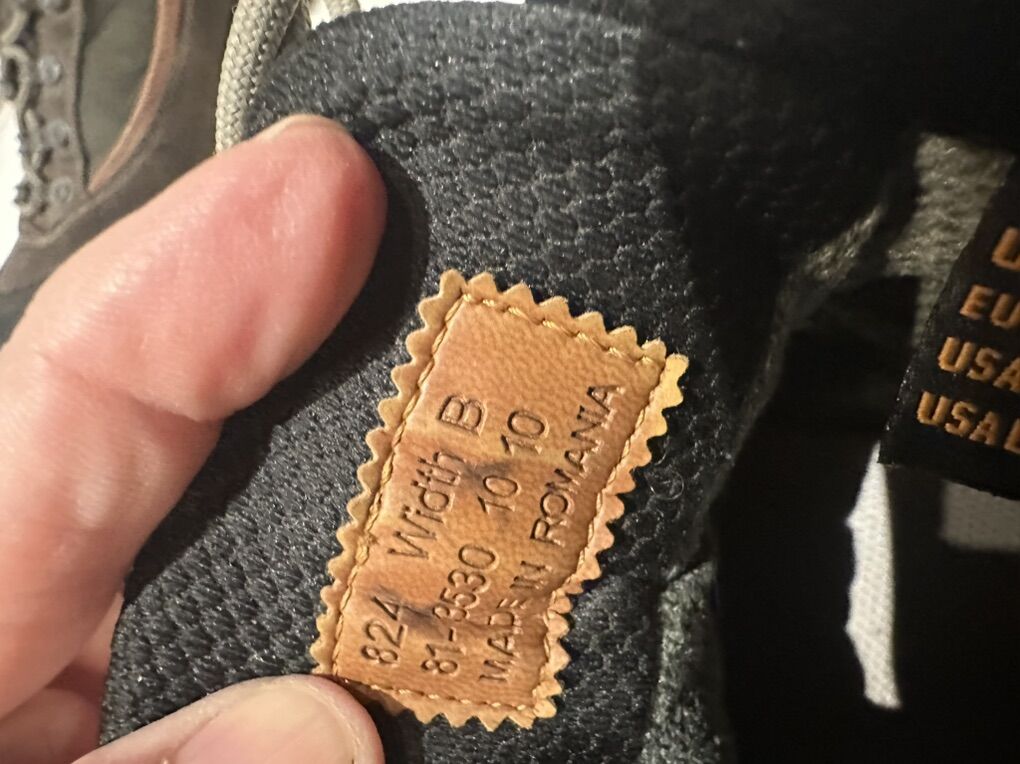 824 Width B
81-3530 10 10
MADE IN ROMANIA
EU
USA
USA